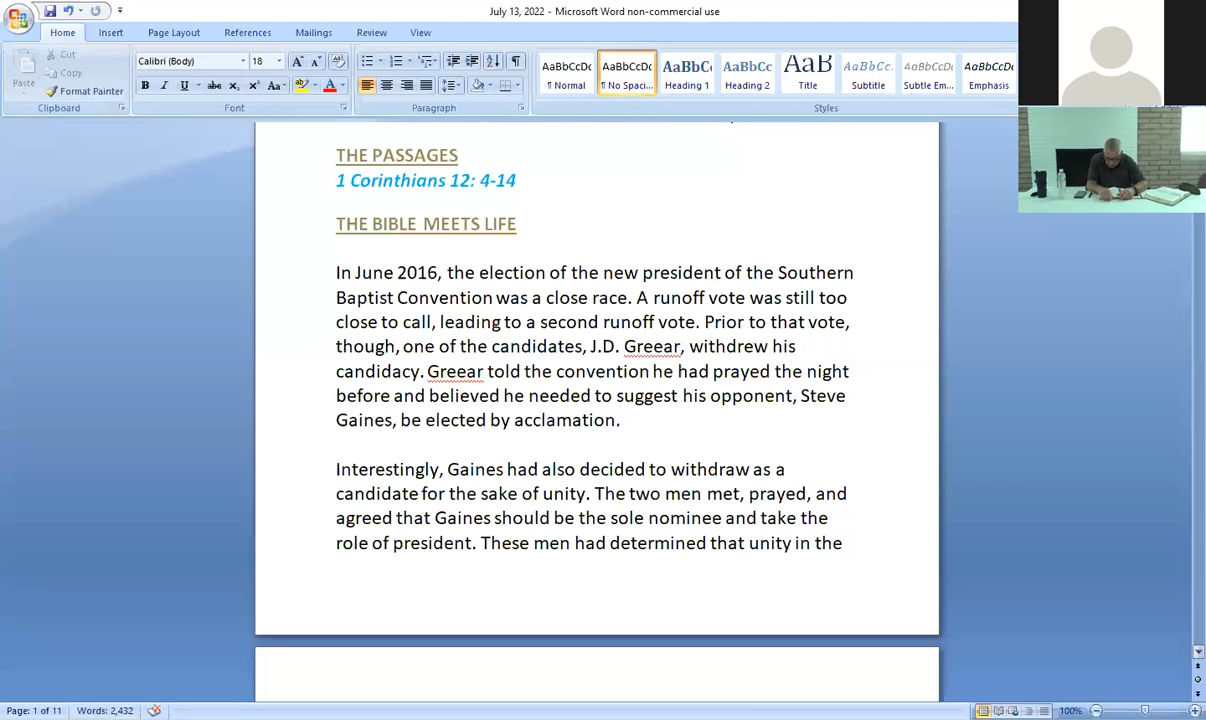 July 13, 2022 - Microsoft Word non-commercial use
Home Insert Page Layout References Mailings Review View
Paste Cut Copy Format Painter
Calibri (Body) 18
AaBbCcDc AaBbCcDc AaBbCc AaBbCc AaB AaBbCcDc AaBbCcDc AaBbCcDc
¶ Normal ¶ No Spaci... Heading 1 Heading 2 Title Subtitle Subtle Em... Emphasis
Clipboard Font Paragraph Styles
THE PASSAGES
1 Corinthians 12: 4-14
THE BIBLE MEETS LIFE
In June 2016, the election of the new president of the Southern
Baptist Convention was a close race. A runoff vote was still too
close to call, leading to a second runoff vote. Prior to that vote,
though, one of the candidates, J.D. Greear, withdrew his
candidacy. Greear told the convention he had prayed the night
before and believed he needed to suggest his opponent, Steve
Gaines, be elected by acclamation.
Interestingly, Gaines had also decided to withdraw as a
candidate for the sake of unity. The two men met, prayed, and
agreed that Gaines should be the sole nominee and take the
role of president. These men had determined that unity in the
Page: 1 of 11 Words: 2,432 100%